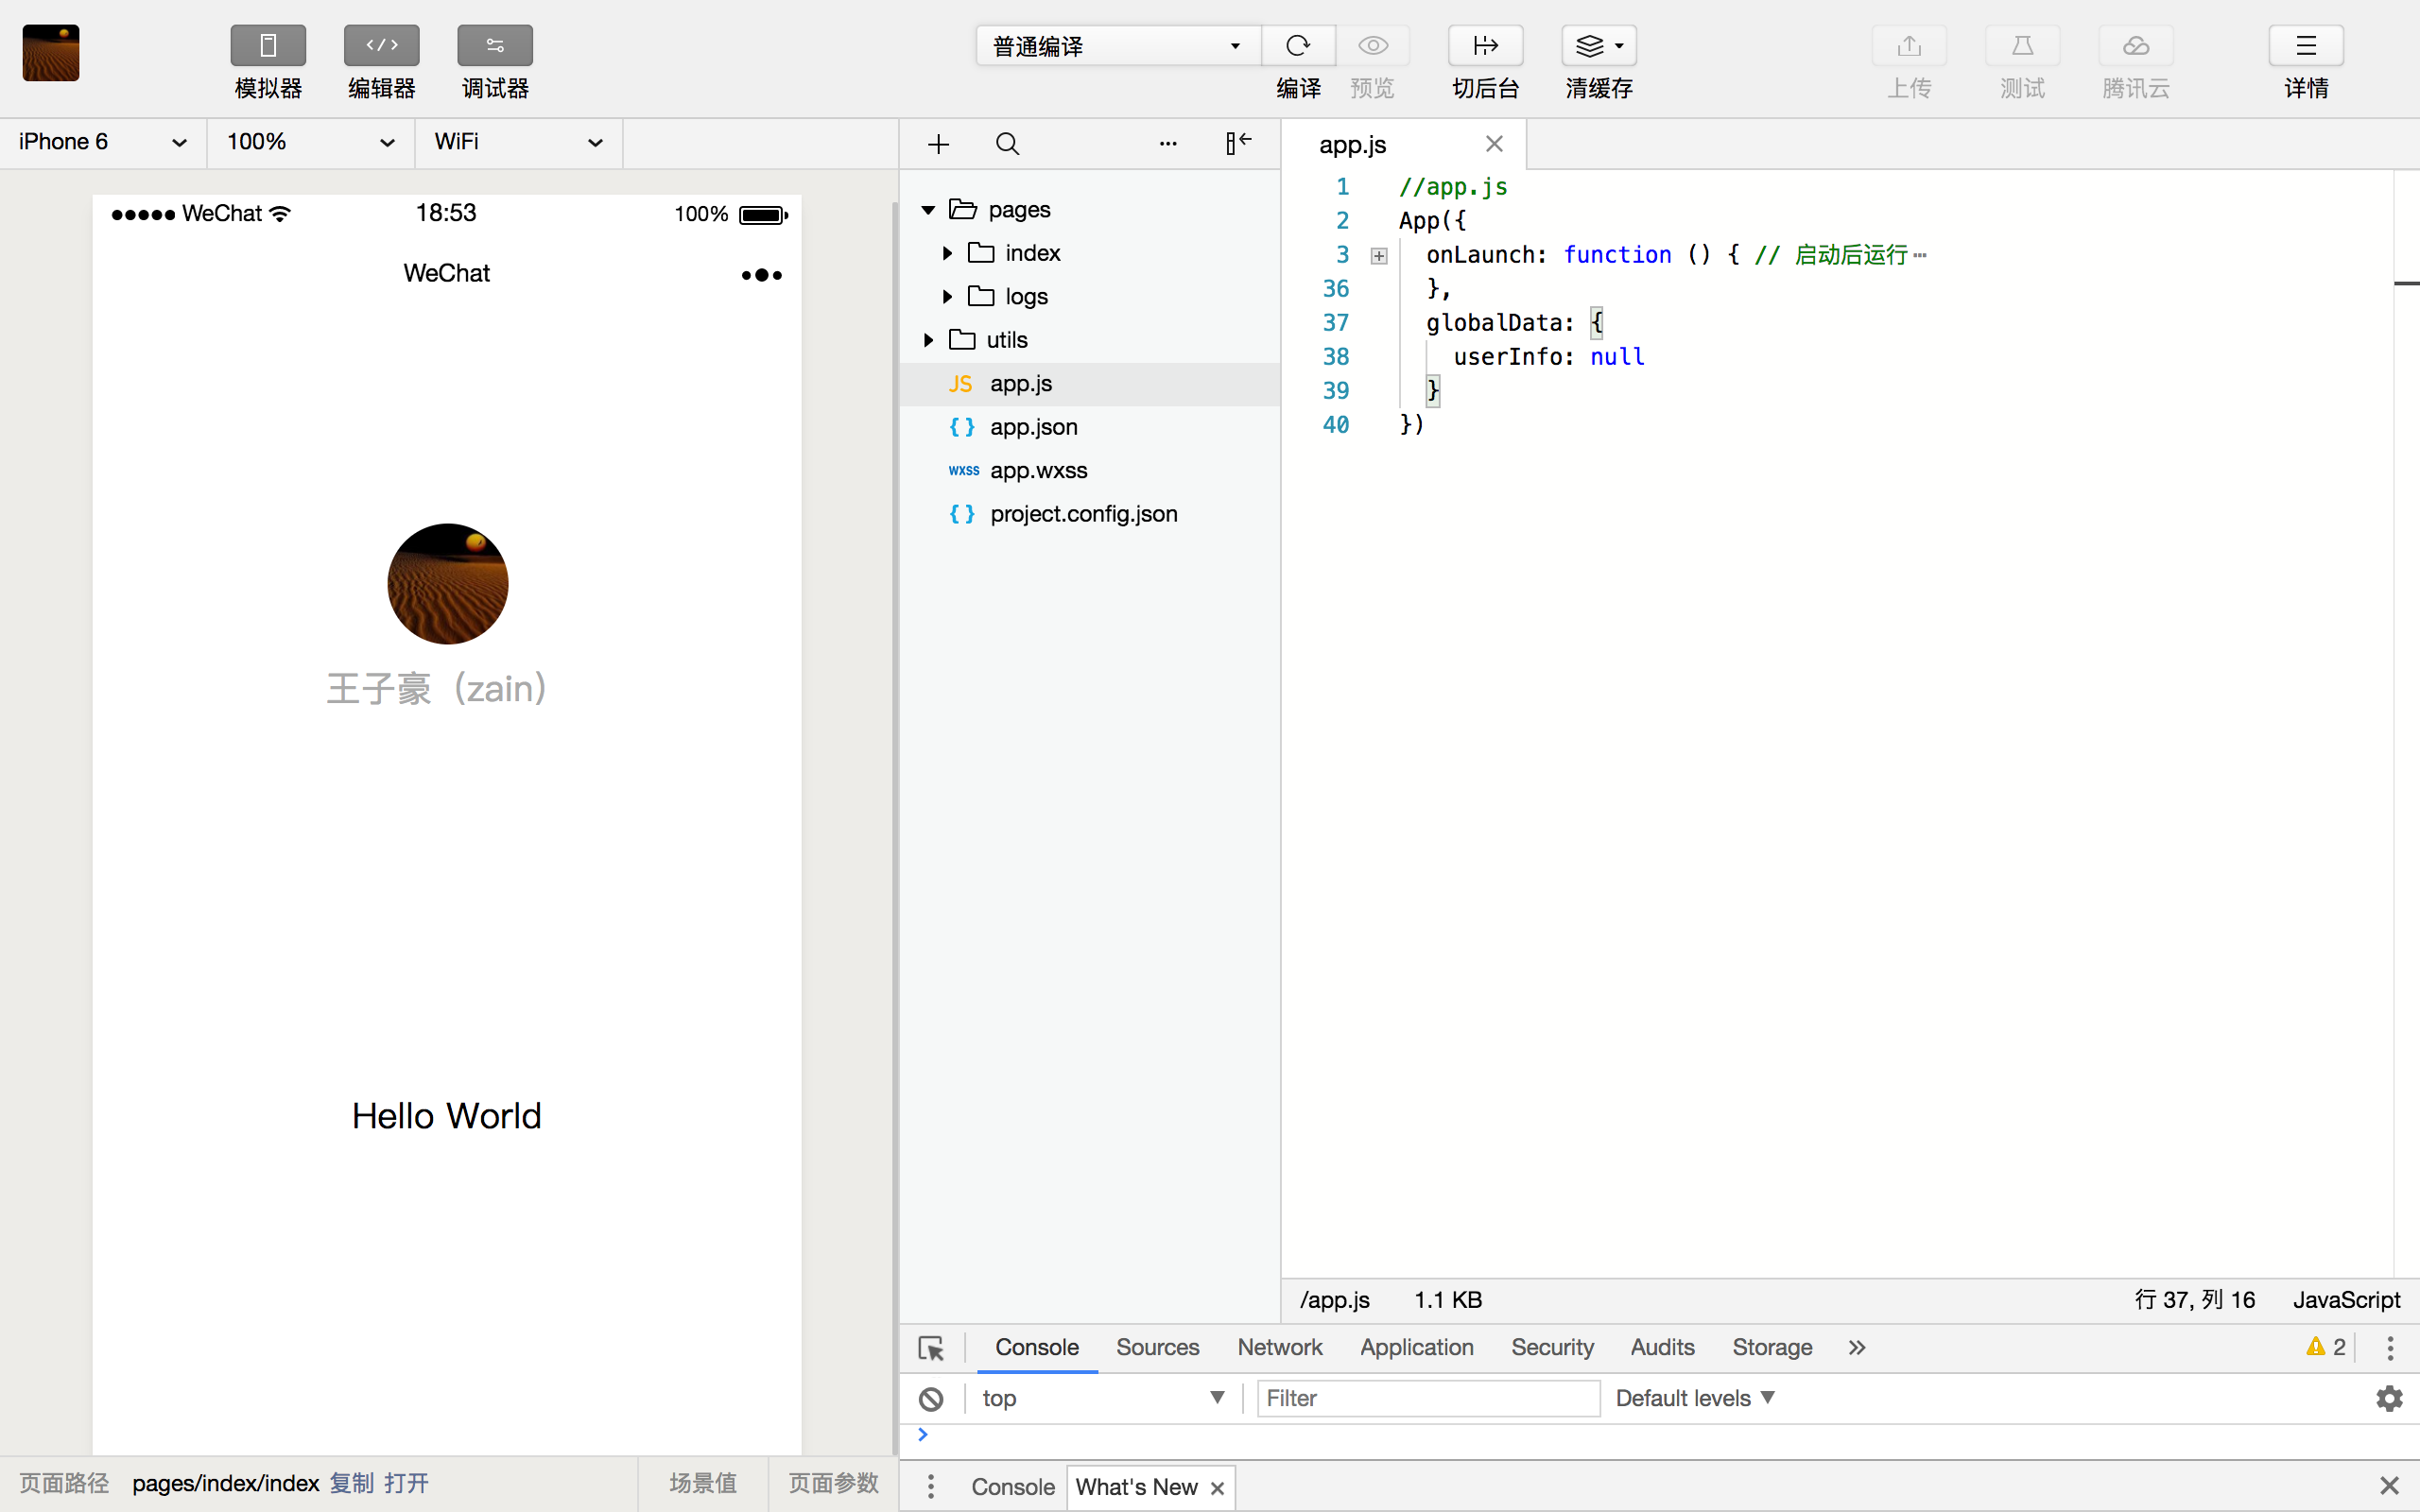 模拟器 编辑器 调试器
普通编译
编译 预览 切后台 清缓存
上传 测试 腾讯云 详情
iPhone 6 100% WiFi
WeChat 18:53 100%
WeChat
王子豪（zain）
Hello World
页面路径 pages/index/index 复制 打开 场景值 页面参数
pages
index
logs
utils
JS app.js
{ } app.json
wxss app.wxss
{ } project.config.json
app.js
1 //app.js
2 App({
3 onLaunch: function () { // 启动后运行⋯
36 },
37 globalData: {
38 userInfo: null
39 }
40 })
/app.js 1.1 KB 行 37, 列 16 JavaScript
Console Sources Network Application Security Audits Storage » 2
top Filter Default levels
Console What's New